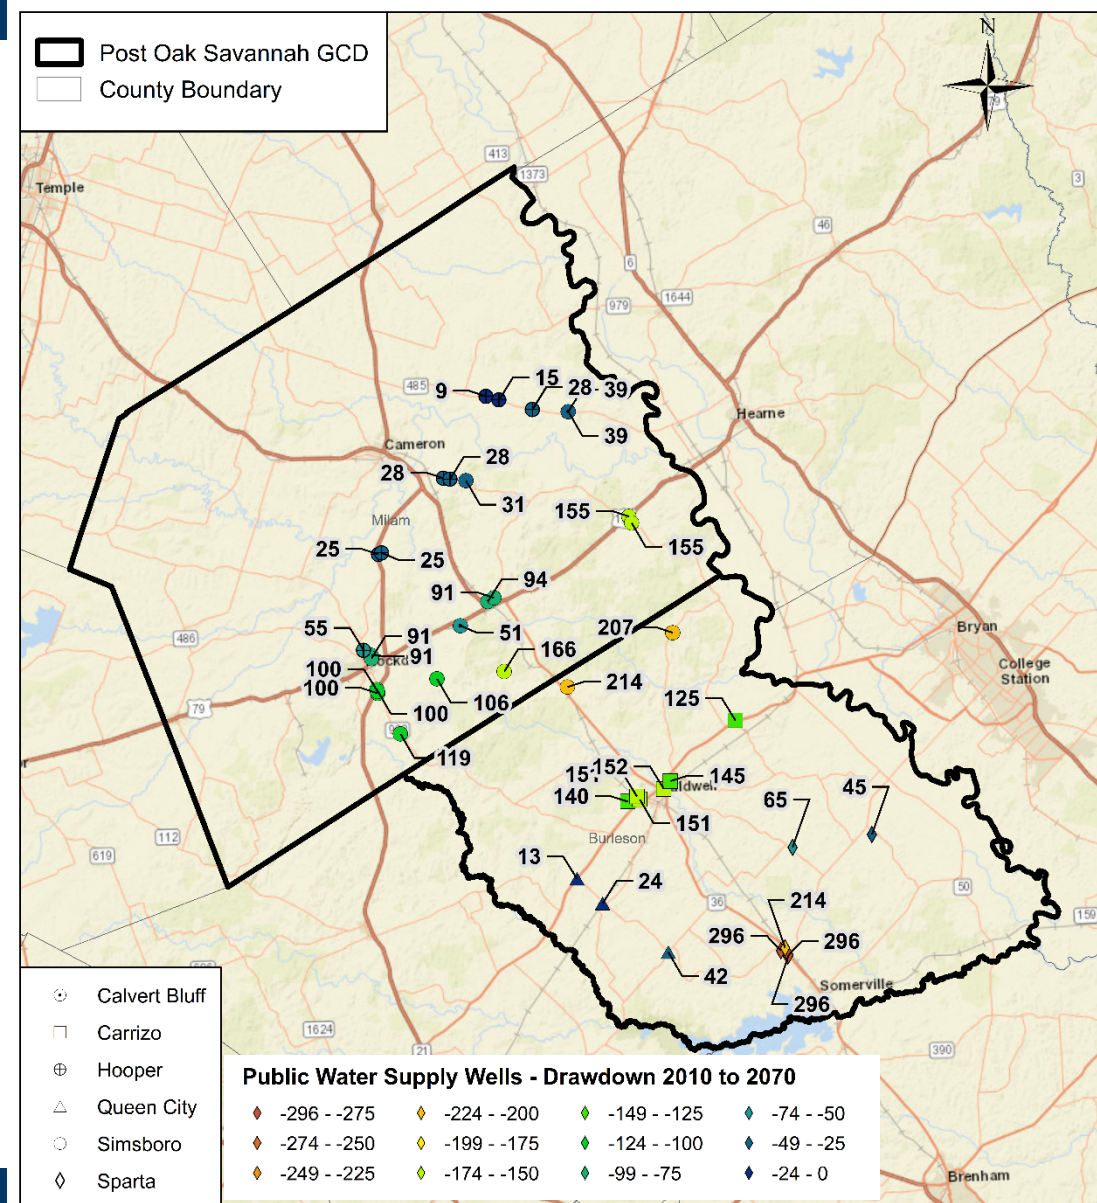 N
Post Oak Savannah GCD
County Boundary
79
413
1373
Temple
3
46
6
1644
979
485
9
15
28
39
39
Hearne
Cameron
28
28
31
Milam
155
155
25
25
94
91
486
55
91
91
51
207
Bryan
College
Station
100
100
100
166
106
214
125
79
119
152
145
140
151
Burleson
65
45
112
619
13
24
50
36
159
214
296
296
42
296
Somerville
1624
21
390
Calvert Bluff
Carrizo
Hooper
Queen City
Simsboro
Sparta
Public Water Supply Wells - Drawdown 2010 to 2070
-296 - -275
-224 - -200
-149 - -125
-74 - -50
-274 - -250
-199 - -175
-124 - -100
-49 - -25
-249 - -225
-174 - -150
-99 - -75
-24 - 0
Brenham